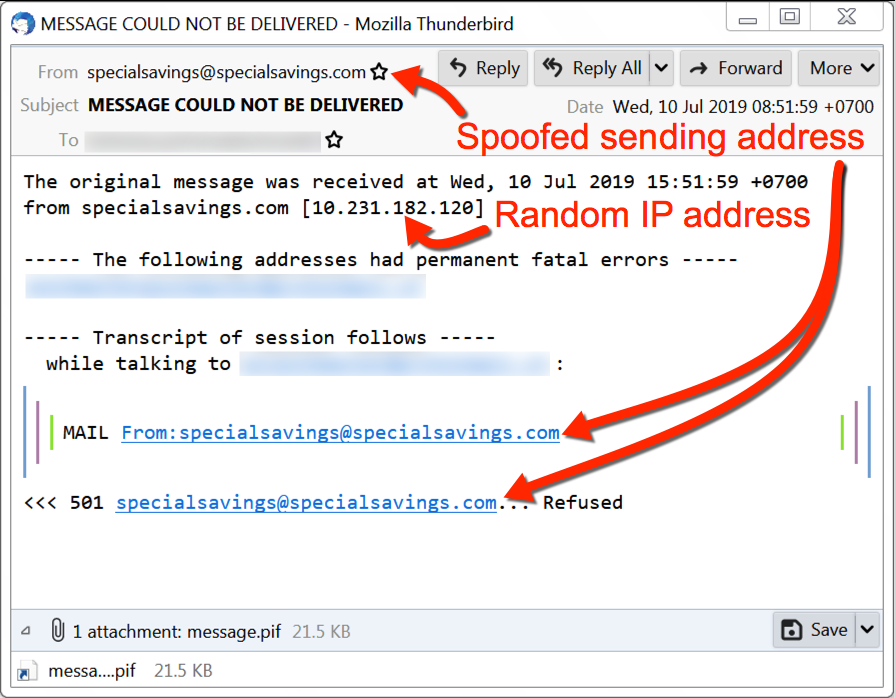 MESSAGE COULD NOT BE DELIVERED - Mozilla Thunderbird
From specialsavings@specialsavings.com Reply Reply All Forward More
Subject MESSAGE COULD NOT BE DELIVERED Date Wed, 10 Jul 2019 08:51:59 +0700
To
Spoofed sending address
The original message was received at Wed, 10 Jul 2019 15:51:59 +0700
from specialsavings.com [10.231.182.120]
Random IP address
----- The following addresses had permanent fatal errors -----
----- Transcript of session follows -----
while talking to :
MAIL From:specialsavings@specialsavings.com
<<< 501 specialsavings@specialsavings.com... Refused
1 attachment: message.pif 21.5 KB Save
messa....pif 21.5 KB